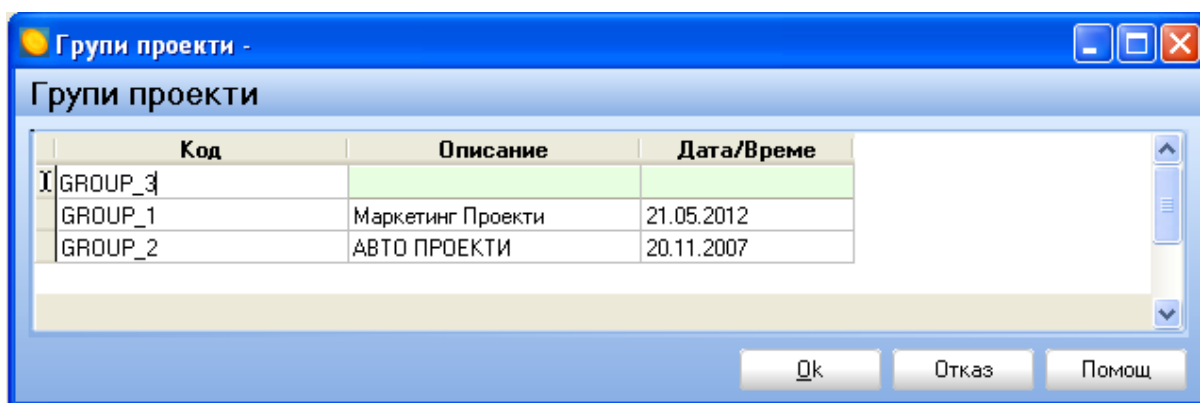 Групи проекти -
Групи проекти
Код Описание Дата/Време
GROUP_3
GROUP_1 Маркетинг Проекти 21.05.2012
GROUP_2 АВТО ПРОЕКТИ 20.11.2007
Ok Отказ Помощ